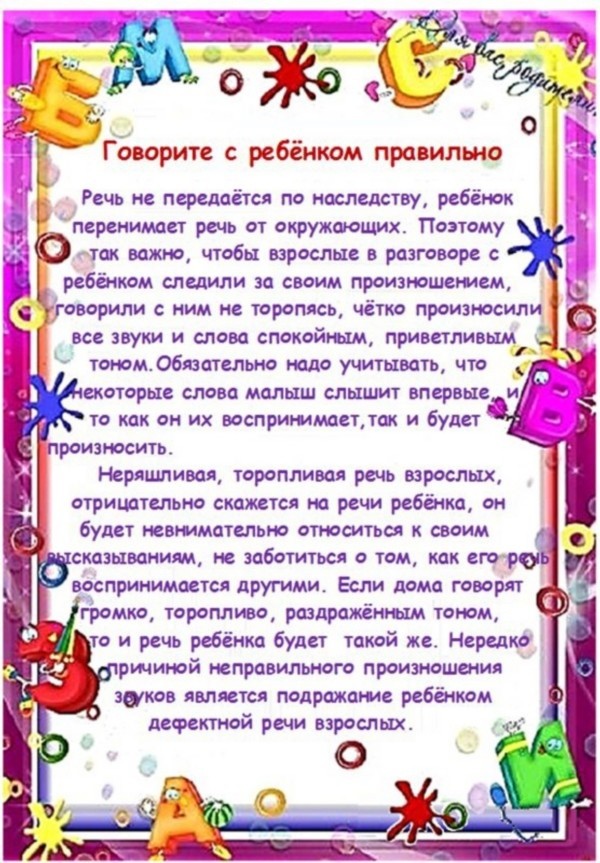 Для вас, родители!
Говорите с ребёнком правильно
Речь не передаётся по наследству, ребёнок
перенимает речь от окружающих. Поэтому
так важно, чтобы взрослые в разговоре с
ребёнком следили за своим произношением,
говорили с ним не торопясь, чётко произносили
все звуки и слова спокойным, приветливым
тоном.Обязательно надо учитывать, что
некоторые слова малыш слышит впервые, и
то как он их воспринимает,так и будет
произносить.
Неряшливая, торопливая речь взрослых,
отрицательно скажется на речи ребёнка, он
будет невнимательно относиться к своим
высказываниям, не заботиться о том, как его речь
воспринимается другими. Если дома говорят
громко, торопливо, раздражённым тоном,
то и речь ребёнка будет такой же. Нередко
причиной неправильного произношения
звуков является подражание ребёнком
дефектной речи взрослых.